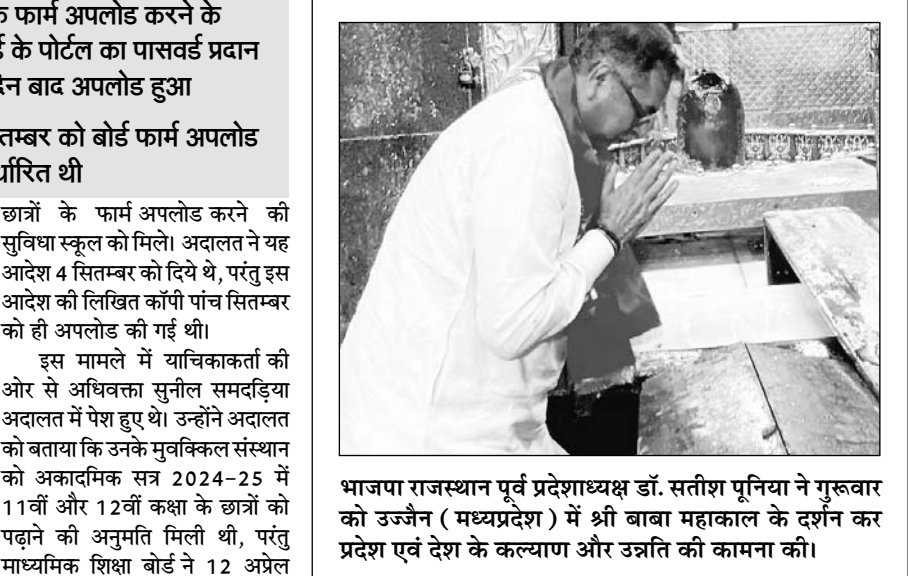 फार्म अपलोड करने के
के पोर्टल का पासवर्ड प्रदान
बाद अपलोड हुआ
को बोर्ड फार्म अपलोड
थी
छात्रों के फार्म अपलोड करने की
सुविधा स्कूल को मिले। अदालत ने यह
आदेश 4 सितम्बर को दिये थे, परंतु इस
आदेश की लिखित कॉपी पांच सितम्बर
को ही अपलोड की गई थी।
इस मामले में याचिकाकर्ता की
ओर से अधिवक्ता सुनील समदड़िया
अदालत में पेश हुए थे। उन्होंने अदालत
को बताया कि उनके मुवक्किल संस्थान
को अकादमिक सत्र 2024-25 में
11वीं और 12वीं कक्षा के छात्रों को
पढ़ाने की अनुमति मिली थी, परंतु
माध्यमिक शिक्षा बोर्ड ने 12 अप्रेल
भाजपा राजस्थान पूर्व प्रदेशाध्यक्ष डॉ. सतीश पूनिया ने गुरूवार
को उज्जैन ( मध्यप्रदेश ) में श्री बाबा महाकाल के दर्शन कर
प्रदेश एवं देश के कल्याण और उन्नति की कामना की।